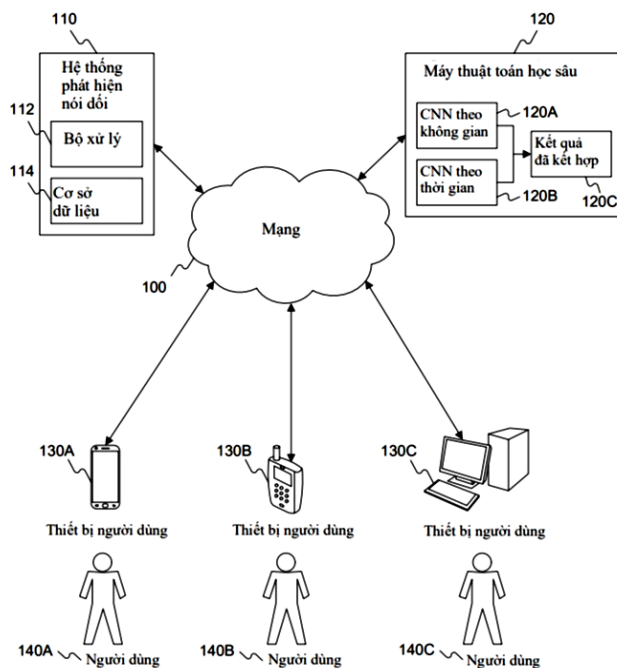 110
Hệ thống
phát hiện
nói dối
112
Bộ xử lý
114
Cơ sở
dữ liệu
120
Máy thuật toán học sâu
CNN theo
không gian
120A
CNN theo
thời gian
120B
Kết quả
đã kết hợp
120C
Mạng
100
130A
Thiết bị người dùng
130B
Thiết bị người dùng
130C
Thiết bị người dùng
140A
Người dùng
140B
Người dùng
140C
Người dùng